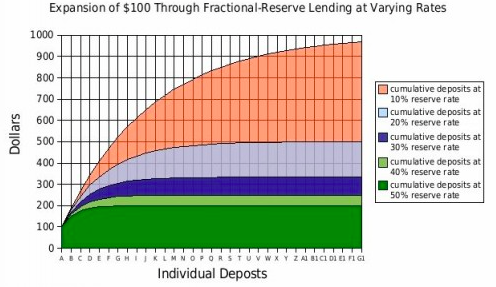 Expansion of $100 Through Fractional-Reserve Lending at Varying Rates
Dollars
1000
900
800
700
600
500
400
300
200
100
0
A B C D E F G H I J K L M N O P Q R S T U V W X Y Z A1 B1 C1 D1 E1 F1 G1
Individual Deposts
cumulative deposits at
10% reserve rate
cumulative deposits at
20% reserve rate
cumulative deposits at
30% reserve rate
cumulative deposits at
40% reserve rate
cumulative deposits at
50% reserve rate